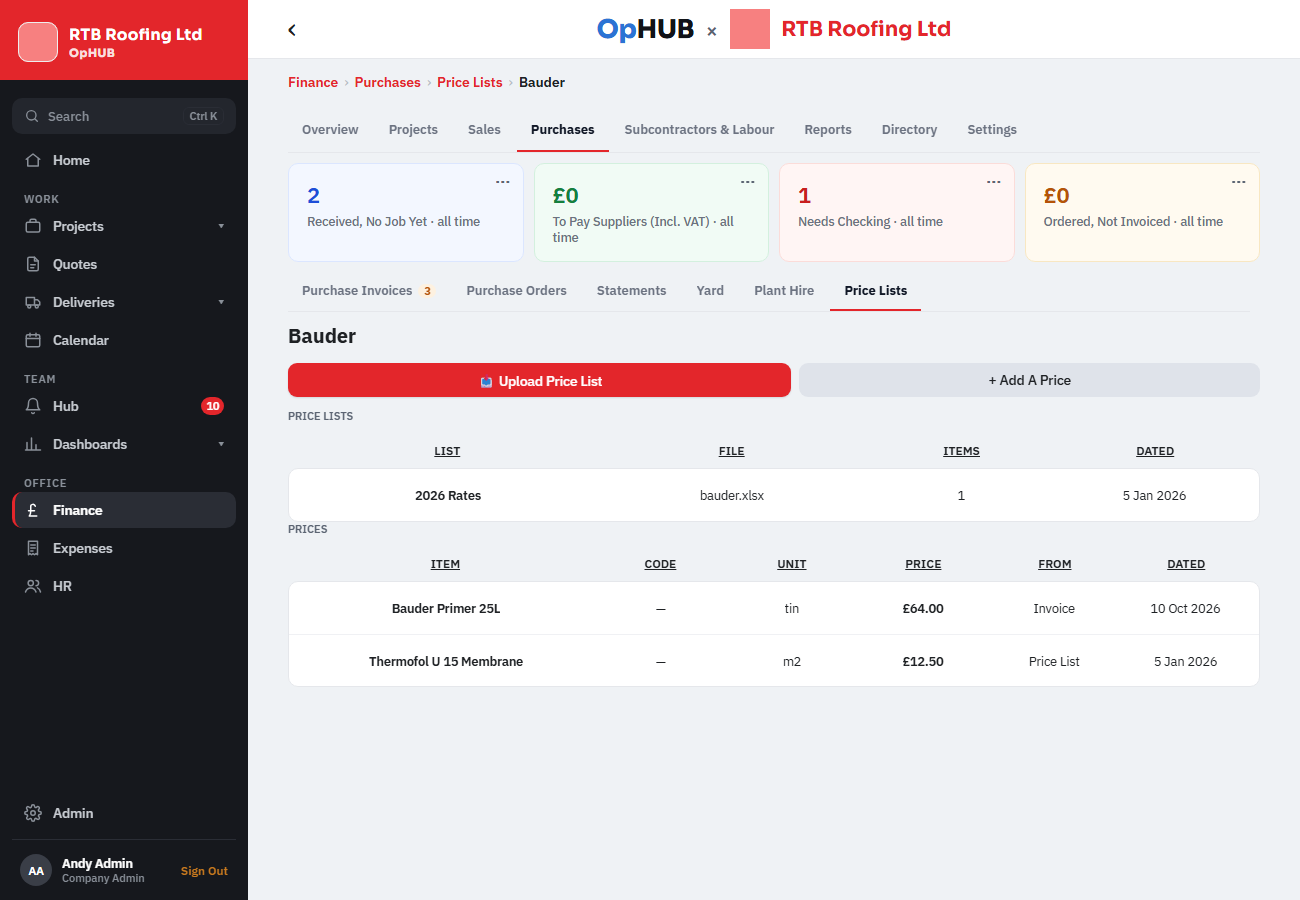 RTB Roofing Ltd
OpHUB
Search
Ctrl K
Home
WORK
Projects
Quotes
Deliveries
Calendar
TEAM
Hub
10
Dashboards
OFFICE
Finance
Expenses
HR
Admin
AA
Andy Admin
Company Admin
Sign Out
OpHUB × RTB Roofing Ltd
Finance › Purchases › Price Lists › Bauder
Overview Projects Sales Purchases Subcontractors & Labour Reports Directory Settings
2
Received, No Job Yet · all time
£0
To Pay Suppliers (Incl. VAT) · all
time
1
Needs Checking · all time
£0
Ordered, Not Invoiced · all time
Purchase Invoices 3 Purchase Orders Statements Yard Plant Hire Price Lists
Bauder
Upload Price List
+ Add A Price
PRICE LISTS
LIST FILE ITEMS DATED
2026 Rates bauder.xlsx 1 5 Jan 2026
PRICES
ITEM CODE UNIT PRICE FROM DATED
Bauder Primer 25L — tin £64.00 Invoice 10 Oct 2026
Thermofol U 15 Membrane — m2 £12.50 Price List 5 Jan 2026